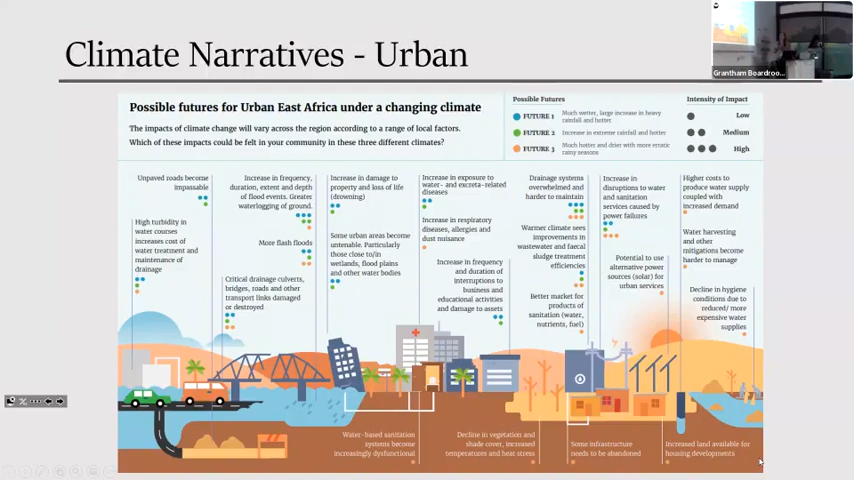 Climate Narratives - Urban
Grantham Boardroo...
Possible futures for Urban East Africa under a changing climate
The impacts of climate change will vary across the region according to a range of local factors.
Which of these impacts could be felt in your community in these three different climates?
Possible Futures
FUTURE 1
Much wetter, large increase in heavy
rainfall and hotter
FUTURE 2
Increase in extreme rainfall and hotter
FUTURE 3
Much hotter and drier with more erratic
rainy seasons
Intensity of Impact
Low
Medium
High
Unpaved roads become
impassable
High turbidity in
water courses
increases cost of
water treatment and
maintenance of
drainage
Increase in frequency,
duration, extent and depth
of flood events. Greater
waterlogging of ground.
More flash floods
Critical drainage culverts,
bridges, roads and other
transport links damaged
or destroyed
Increase in damage to
property and loss of life
(drowning)
Some urban areas become
untenable. Particularly
those close to/in
wetlands, flood plains
and other water bodies
Increase in exposure to
water- and excreta-related
diseases
Increase in respiratory
diseases, allergies and
dust nuisance
Increase in frequency
and duration of
interruptions to
business and
educational activities
and damage to assets
Drainage systems
overwhelmed and
harder to maintain
Warmer climate sees
improvements in
wastewater and faecal
sludge treatment
efficiencies
Better market for
products of
sanitation (water,
nutrients, fuel)
Increase in
disruptions to water
and sanitation
services caused by
power failures
Potential to use
alternative power
sources (solar) for
urban services
Higher costs to
produce water supply
coupled with
increased demand
Water harvesting
and other
mitigations become
harder to manage
Decline in hygiene
conditions due to
reduced/ more
expensive water
supplies
Water-based sanitation
systems become
increasingly dysfunctional
Decline in vegetation and
shade cover, increased
temperatures and heat stress
Some infrastructure
needs to be abandoned
Increased land available for
housing developments